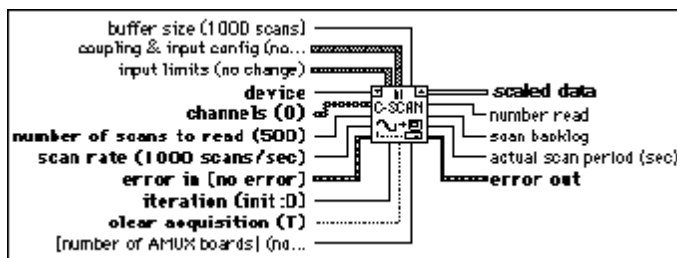 buffer size (1000 scans)
coupling & input config (no...
input limits (no change)
device
channels (0)
number of scans to read (500)
scan rate (1000 scans/sec)
error in (no error)
iteration (init:0)
clear acquisition (T)
[number of AMUX boards] (no...
AI
C-SCAN
scaled data
number read
scan backlog
actual scan period (sec)
error out